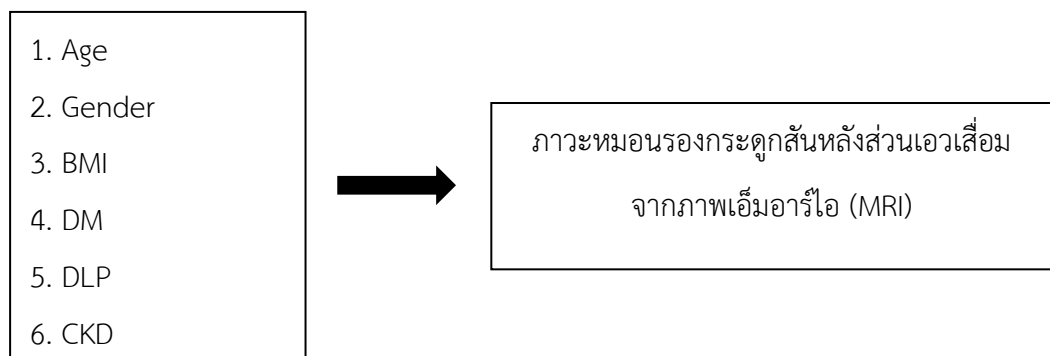 1. Age
2. Gender
3. BMI
4. DM
5. DLP
6. CKD
ภาวะหมอนรองกระดูกสันหลังส่วนเอวเสื่อม
จากภาพเอ็มอาร์ไอ (MRI)